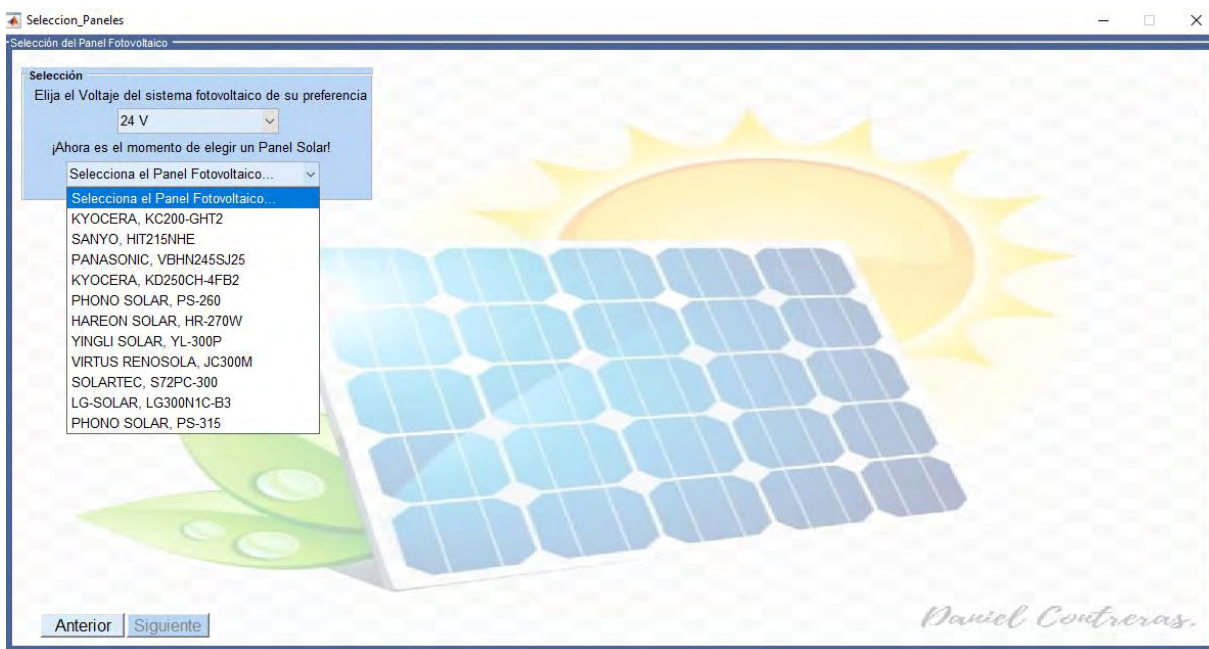 Seleccion_Paneles
Selección del Panel Fotovoltaico
Selección
Elija el Voltaje del sistema fotovoltaico de su preferencia
24 V
¡Ahora es el momento de elegir un Panel Solar!
Selecciona el Panel Fotovoltaico...
Selecciona el Panel Fotovoltaico...
KYOCERA, KC200-GHT2
SANYO, HIT215NHE
PANASONIC, VBHN245SJ25
KYOCERA, KD250CH-4FB2
PHONO SOLAR, PS-260
HAREON SOLAR, HR-270W
YINGLI SOLAR, YL-300P
VIRTUS RENOSOLA, JC300M
SOLARTEC, S72PC-300
LG-SOLAR, LG300N1C-B3
PHONO SOLAR, PS-315
Anterior Siguiente
Daniel Contreras.